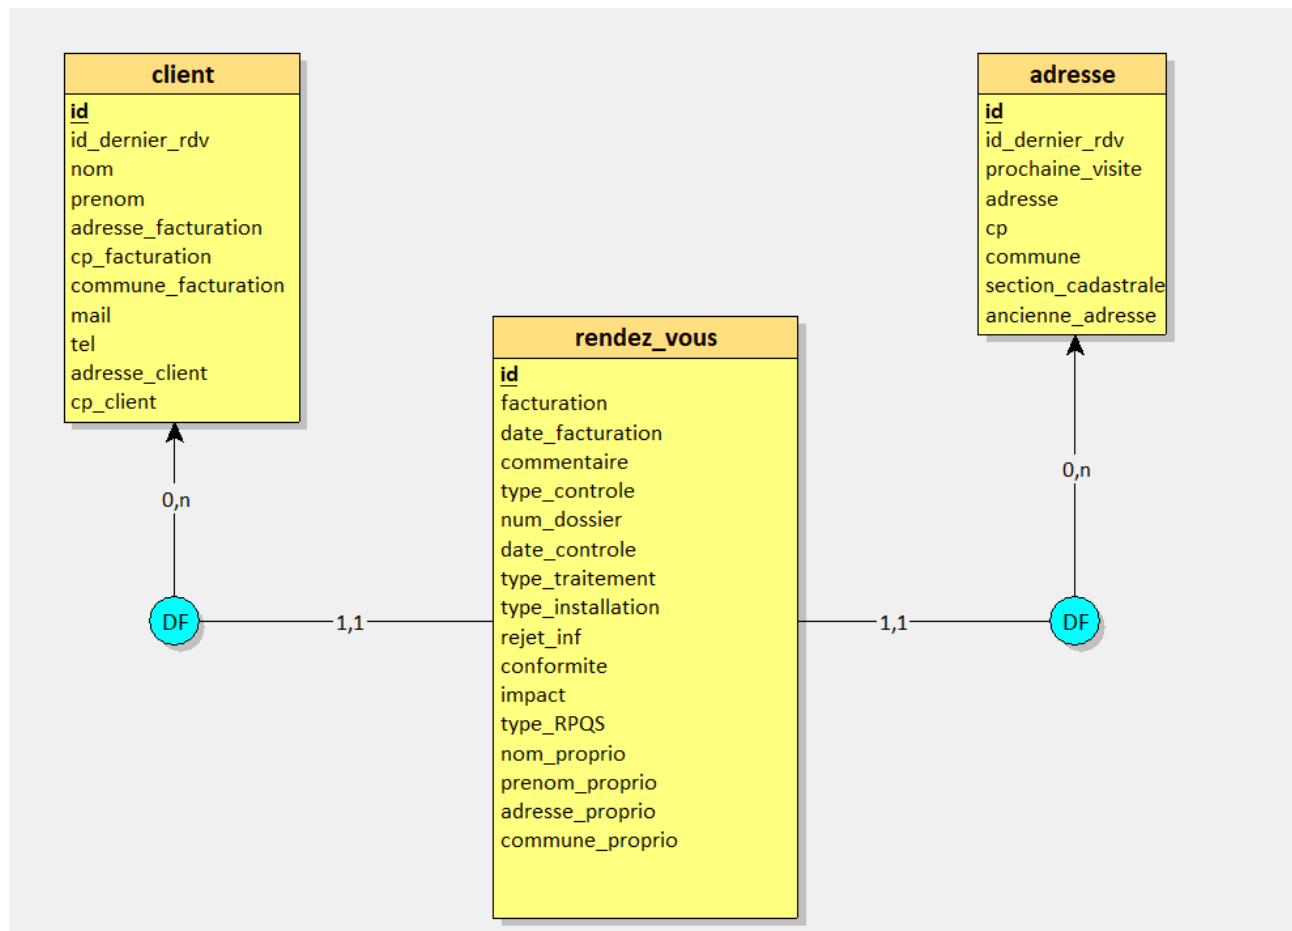 client
id
id_dernier_rdv
nom
prenom
adresse_facturation
cp_facturation
commune_facturation
mail
tel
adresse_client
cp_client
0,n
DF
1,1
rendez_vous
id
facturation
date_facturation
commentaire
type_controle
num_dossier
date_controle
type_traitement
type_installation
rejet_inf
conformite
impact
type_RPQS
nom_proprio
prenom_proprio
adresse_proprio
commune_proprio
1,1
DF
0,n
adresse
id
id_dernier_rdv
prochaine_visite
adresse
cp
commune
section_cadastrale
ancienne_adresse